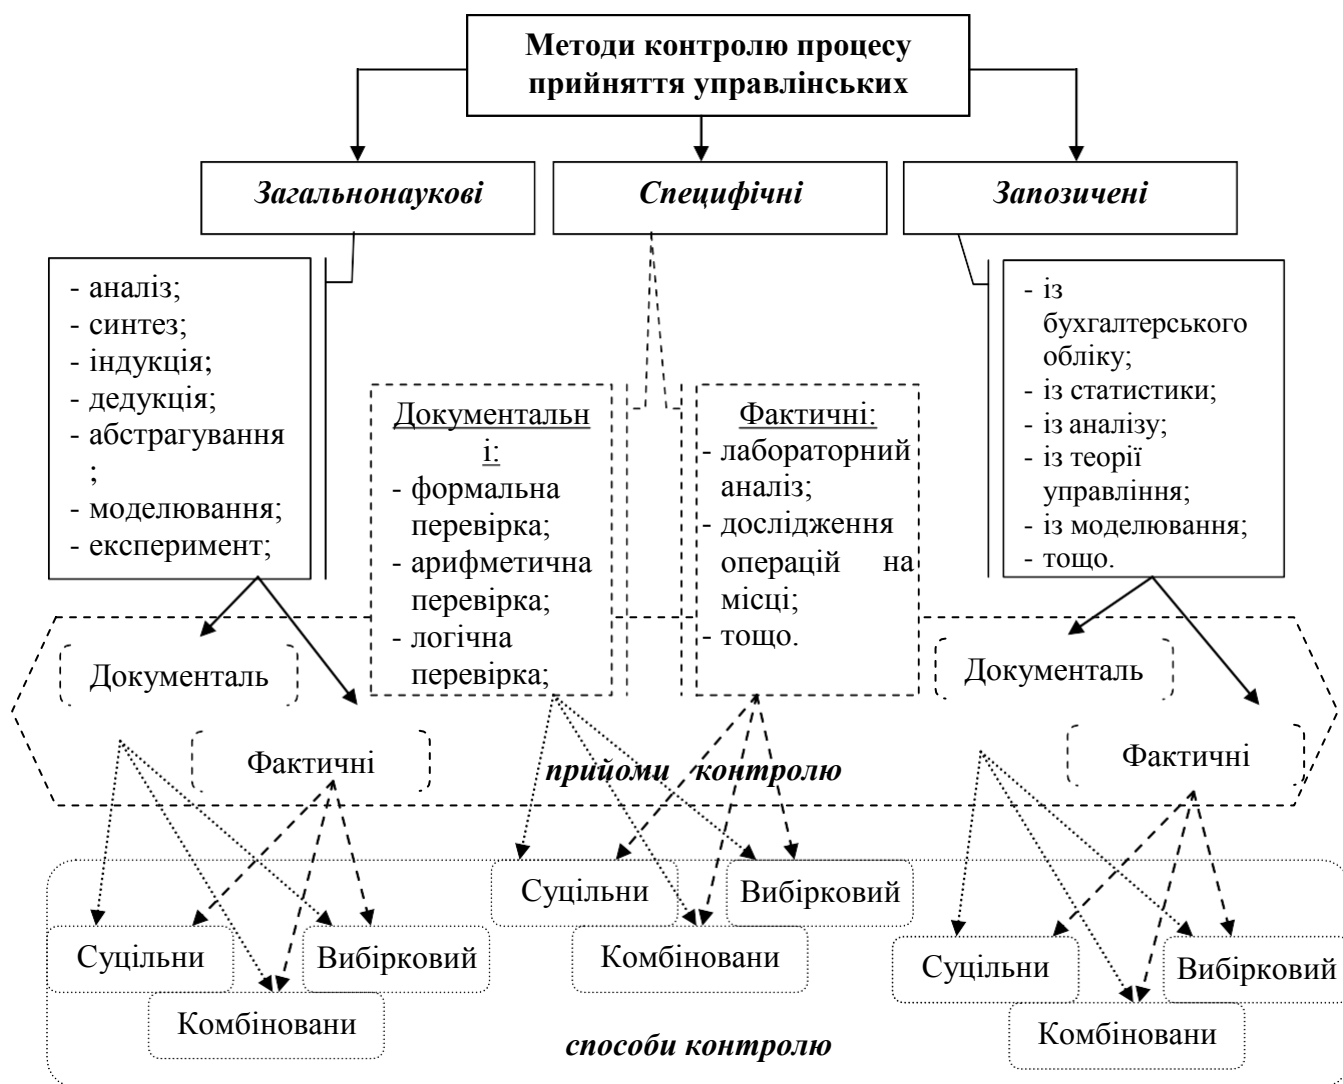 Методи контролю процесу
прийняття управлінських
Загальнонаукові
Специфічні
Запозичені
- аналіз;
- синтез;
- індукція;
- дедукція;
- абстрагування
;
- моделювання;
- експеримент;
Документальн
і:
- формальна
перевірка;
- арифметична
перевірка;
- логічна
перевірка;
Фактичні:
- лабораторний
аналіз;
- дослідження
операцій на
місці;
- тощо.
- із
бухгалтерського
обліку;
- із статистики;
- із аналізу;
- із теорії
управління;
- із моделювання;
- тощо.
Документаль
Фактичні
прийоми контролю
Документаль
Фактичні
Суцільни
Вибірковий
Комбіновани
Суцільни
Вибірковий
Комбіновани
Суцільни
Вибірковий
Комбіновани
способи контролю